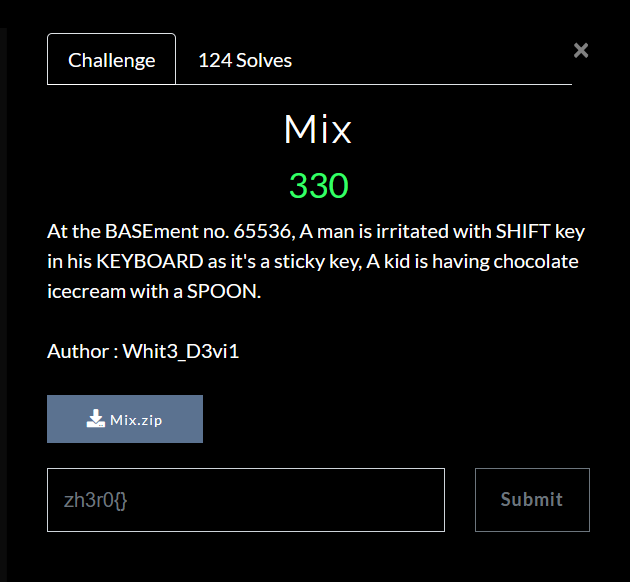 Challenge
124 Solves
×
Mix
330
At the BASEment no. 65536, A man is irritated with SHIFT key
in his KEYBOARD as it's a sticky key, A kid is having chocolate
icecream with a SPOON.
Author : Whit3_D3vi1
Mix.zip
zh3r0{}
Submit